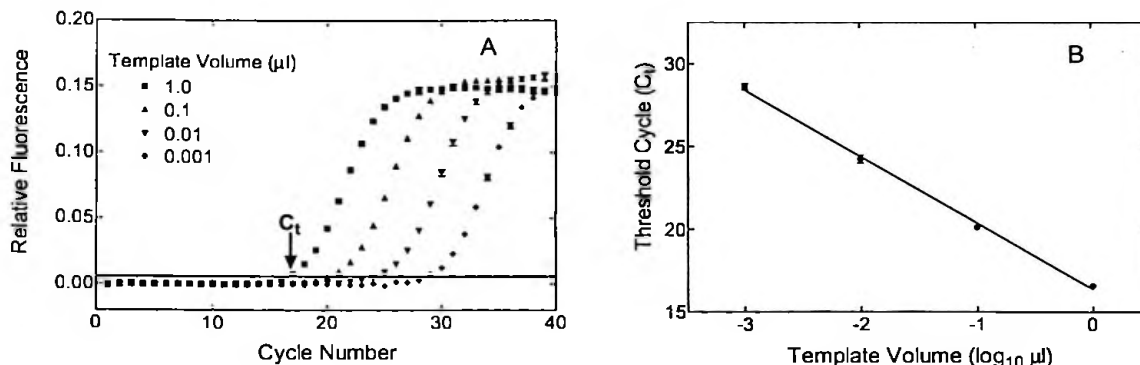 A
Template Volume (µl)
1.0
0.1
0.01
0.001
Relative Fluorescence
0.20
0.15
0.10
0.05
0.00
Ct
0 10 20 30 40
Cycle Number
B
Threshold Cycle (Ct)
30
25
20
15
-3 -2 -1 0
Template Volume (log10 µl)